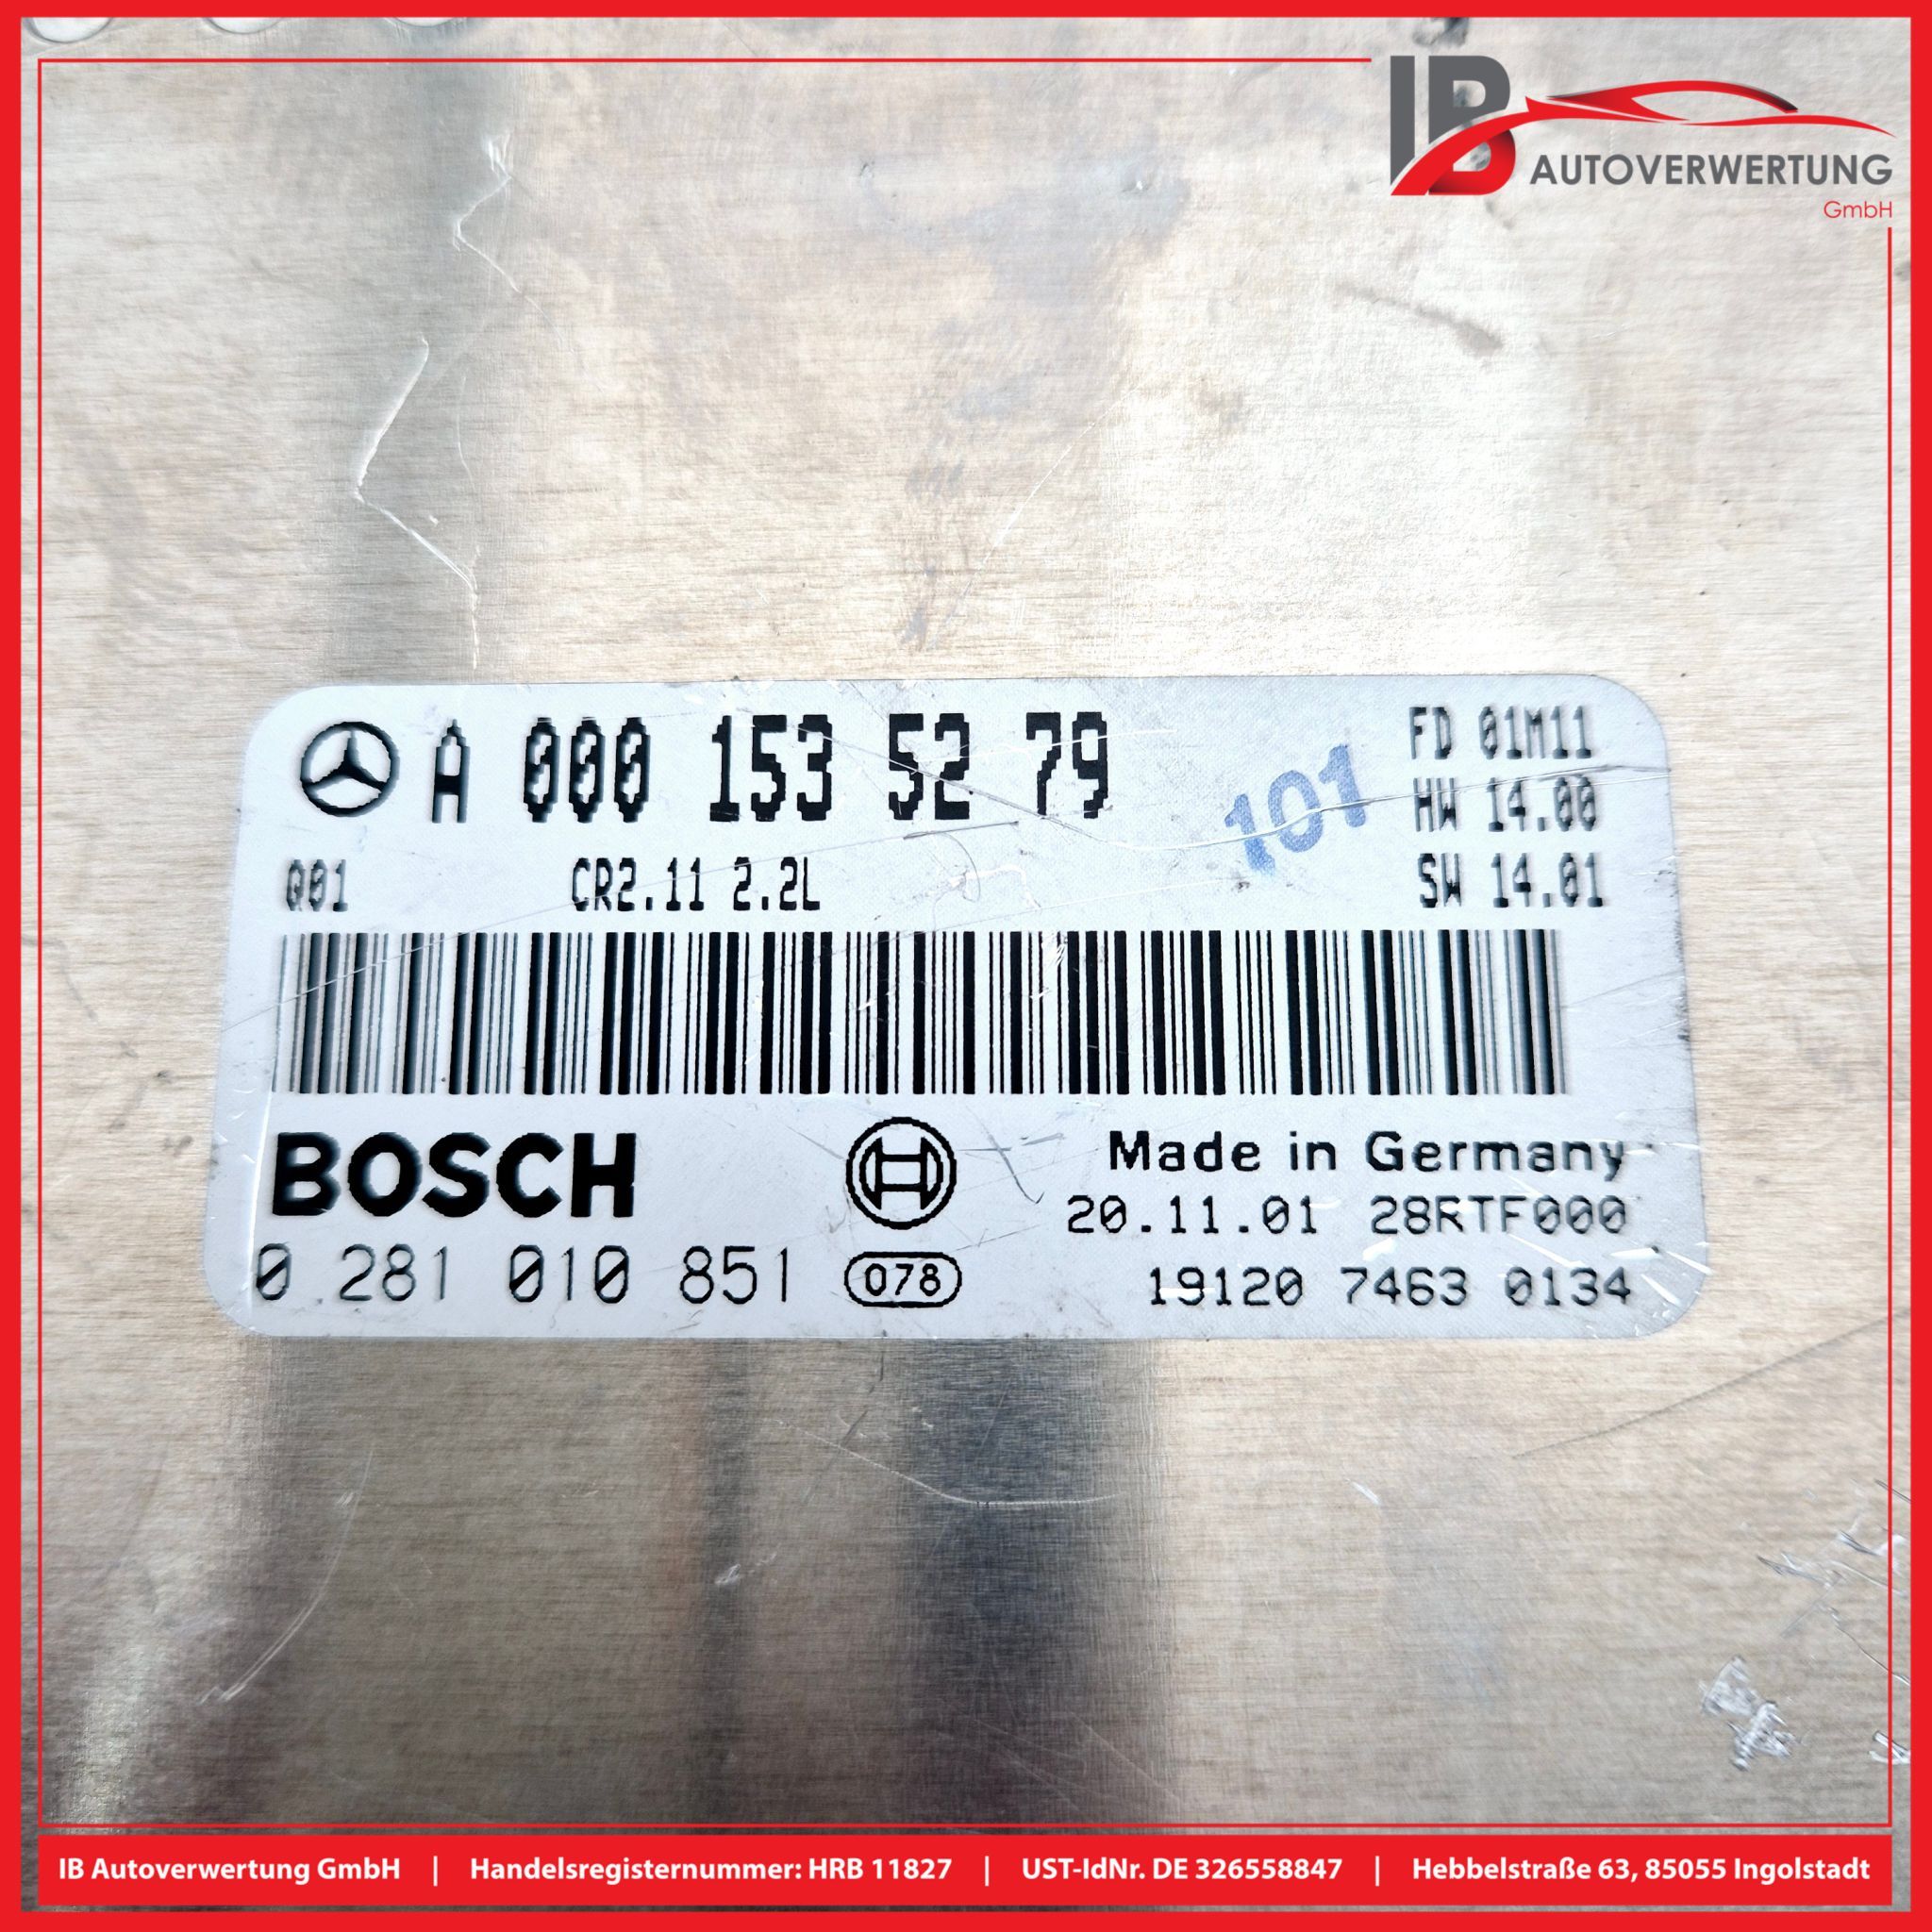 IB
AUTOVERWERTUNG
GmbH
A 000 153 52 79
101
FD 01M11
HW 14.00
Q01 CR2.11 2.2L
SW 14.01
BOSCH
Made in Germany
20.11.01 28RTF000
0 281 010 851 078
19120 7463 0134
IB Autoverwertung GmbH | Handelsregisternummer: HRB 11827 | UST-IdNr. DE 326558847 | Hebbelstraße 63, 85055 Ingolstadt